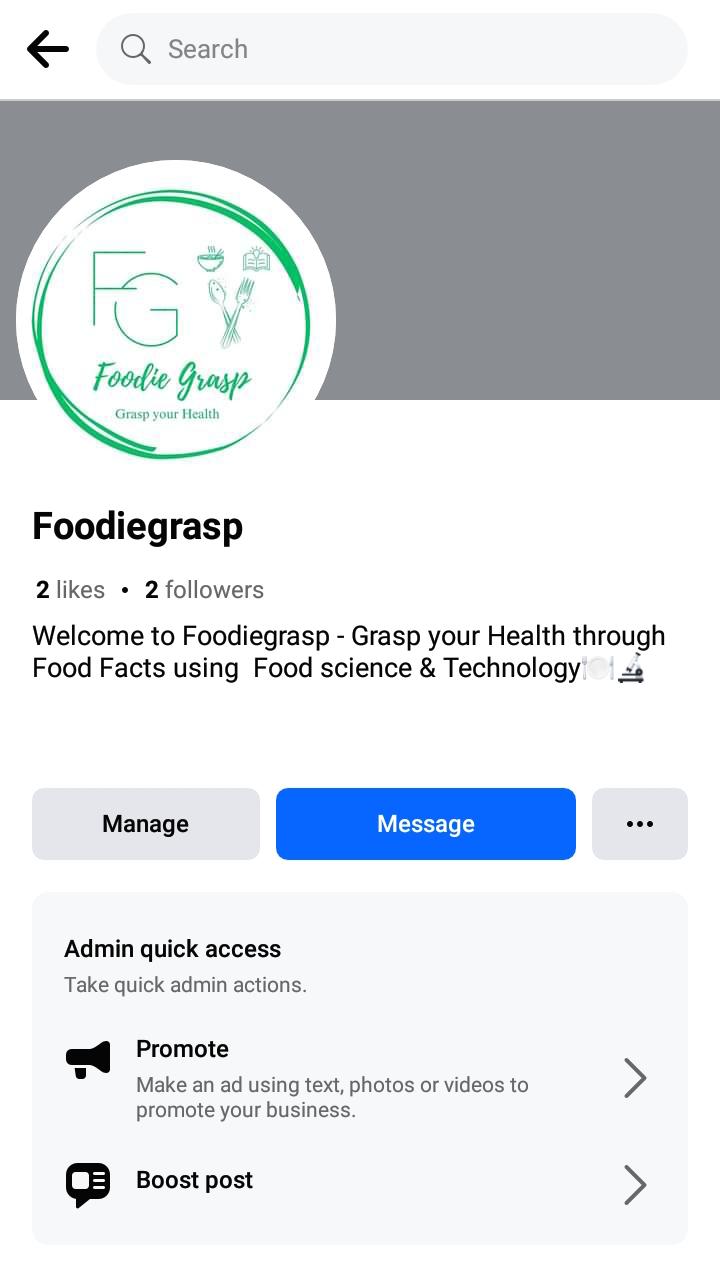 Search
FG
Foodie Grasp
Grasp your Health
Foodiegrasp
2 likes • 2 followers
Welcome to Foodiegrasp - Grasp your Health through
Food Facts using  Food science & Technology🍽️🔬
Manage
Message
Admin quick access
Take quick admin actions.
Promote
Make an ad using text, photos or videos to
promote your business.
Boost post